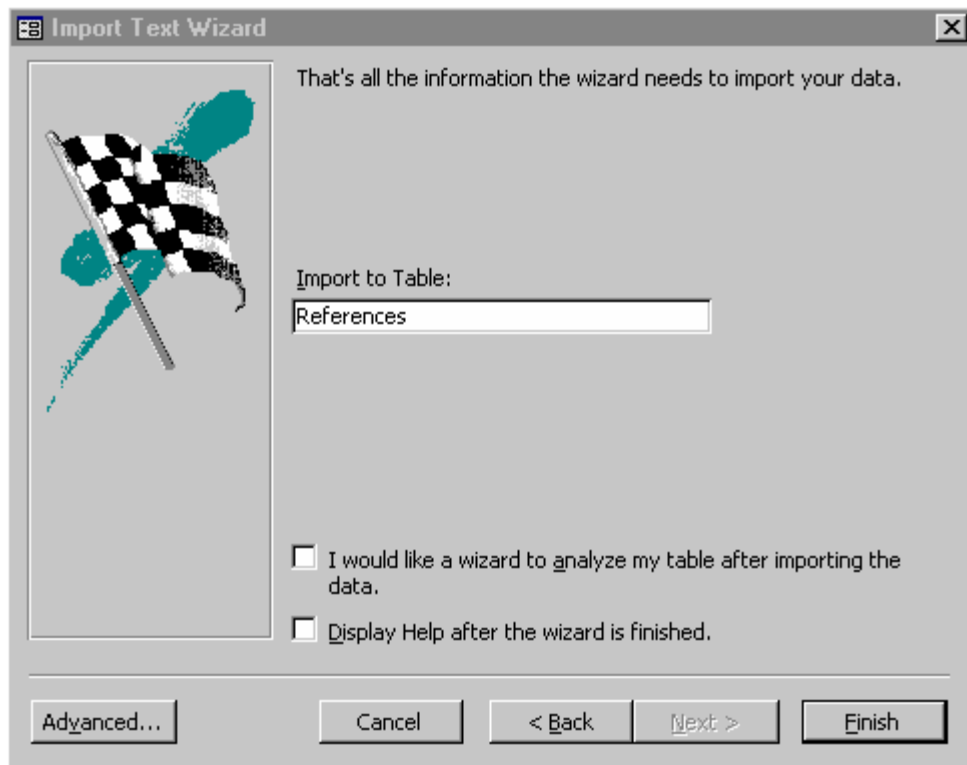 Import Text Wizard
That's all the information the wizard needs to import your data.
Import to Table:
References
I would like a wizard to analyze my table after importing the
data.
Display Help after the wizard is finished.
Advanced...
Cancel
< Back
Next >
Finish